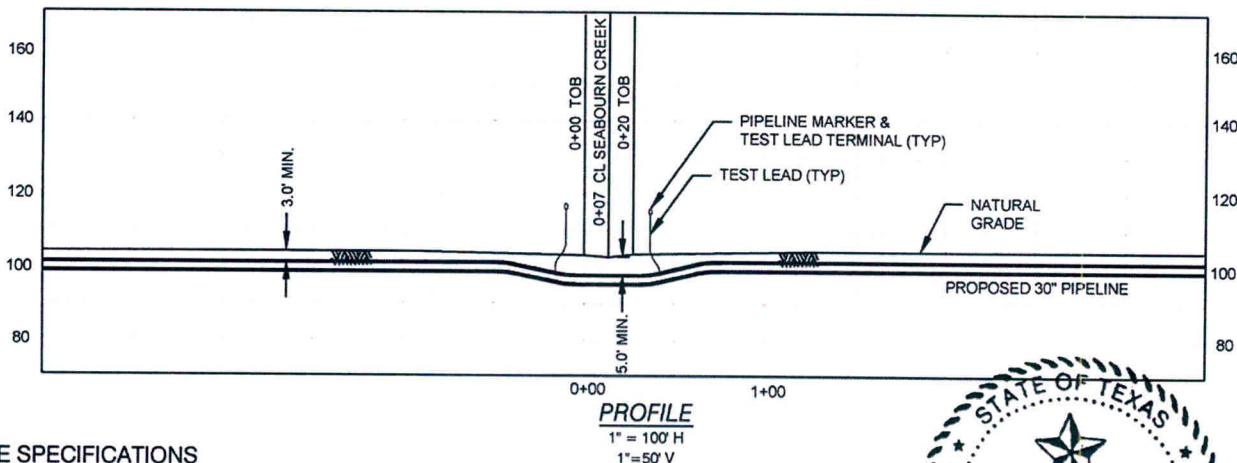 160
140
120
100
80
3.0' MIN.
0+00 TOB
0+07 CL SEABOURN CREEK
0+20 TOB
PIPELINE MARKER &
TEST LEAD TERMINAL (TYP)
TEST LEAD (TYP)
NATURAL
GRADE
PROPOSED 30" PIPELINE
5.0' MIN.
160
140
120
100
80
0+00
1+00
PROFILE
1" = 100' H
1"=50' V
E SPECIFICATIONS
STATE OF TEXAS